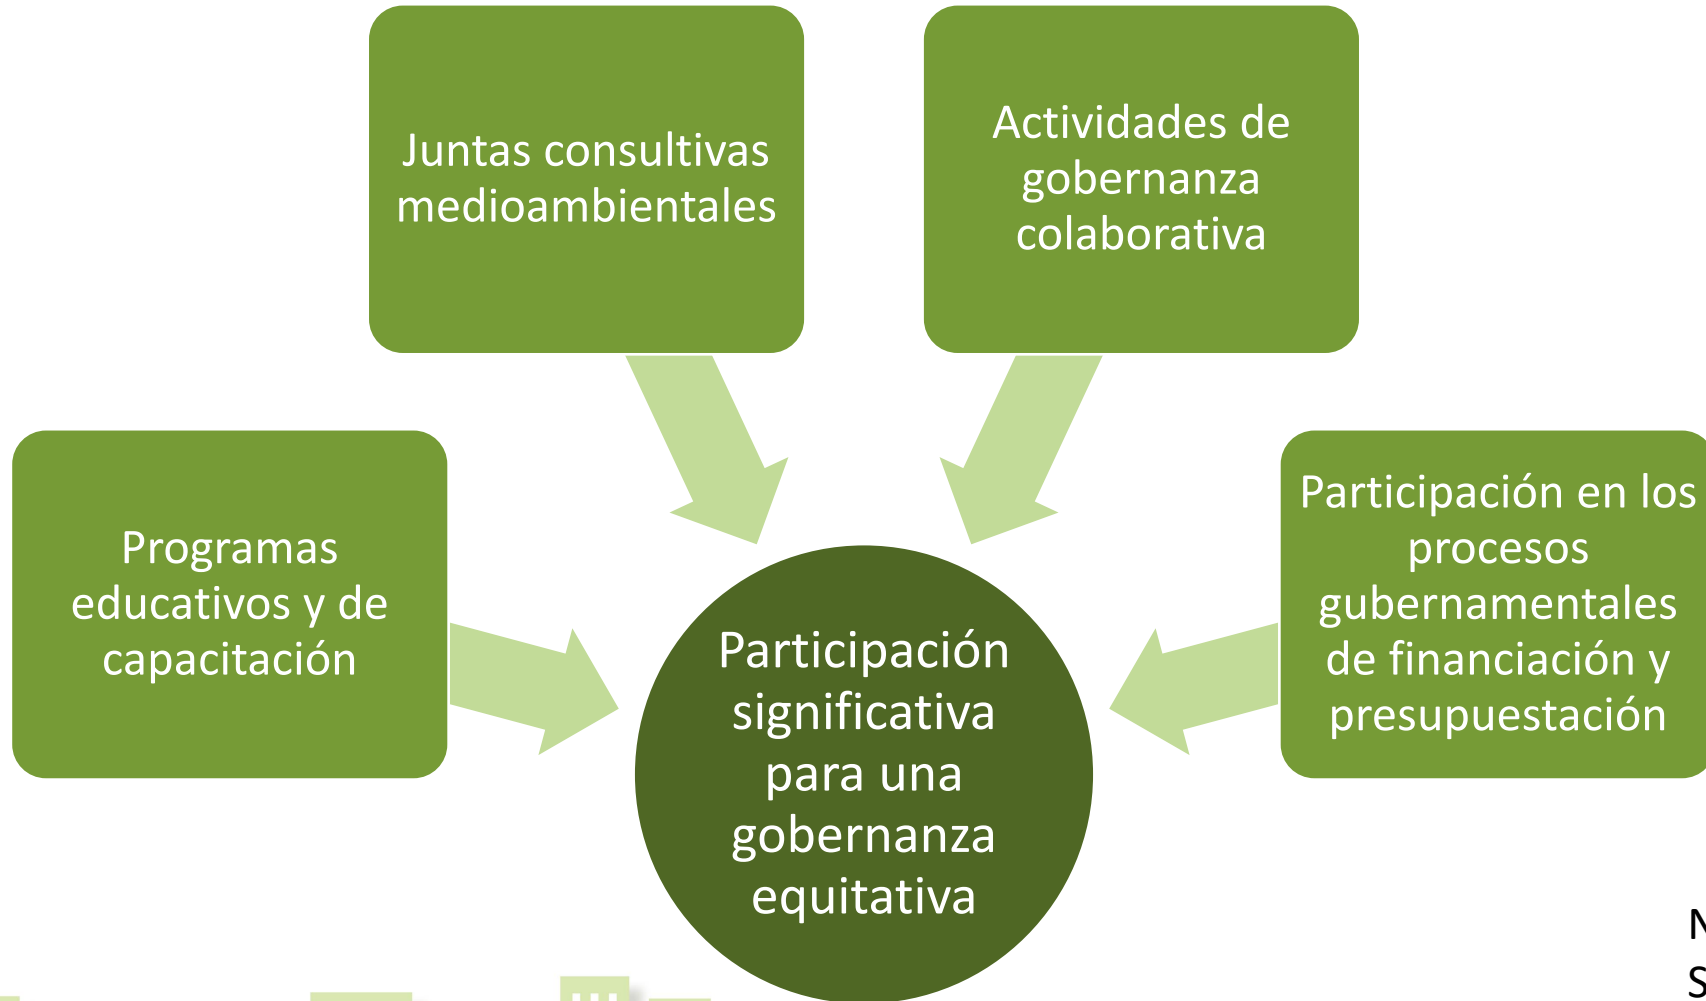 Juntas consultivas
medioambientales
Actividades de
gobernanza
colaborativa
Programas
educativos y de
capacitación
Participación en los
procesos
gubernamentales
de financiación y
presupuestación
Participación
significativa
para una
gobernanza
equitativa